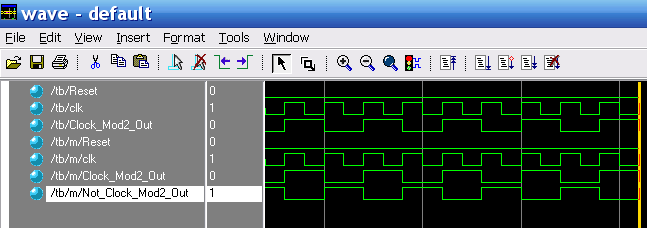 wave - default
File Edit View Insert Format Tools Window
/tb/Reset 0
/tb/clk 1
/tb/Clock_Mod2_Out 0
/tb/m/Reset 0
/tb/m/clk 1
/tb/m/Clock_Mod2_Out 0
/tb/m/Not_Clock_Mod2_Out 1